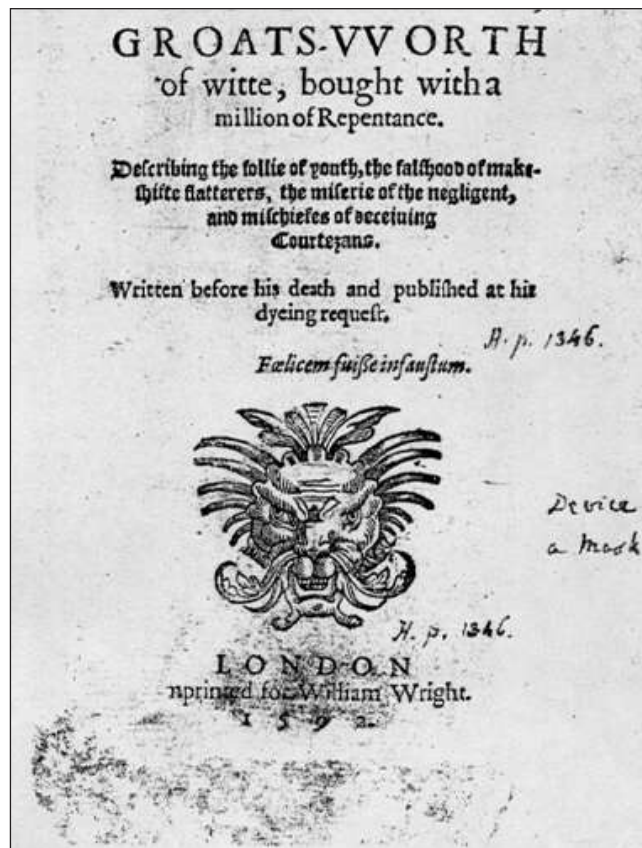 GROATS-VVORTH
of witte, bought with a
million of Repentance.
Deſcribing the follie of youth, the falſhood of make-
ſhifte flatterers, the miſerie of the negligent,
and miſchiefes of deceiuing
Courtezans.
Written before his death and publiſhed at his
dyeing requeſt.
H. p. 1346.
Fœlicem fuiſſe infauſtum.
Device
a Mask
H. p. 1346.
LONDON
nprinted for William Wright.
1592.